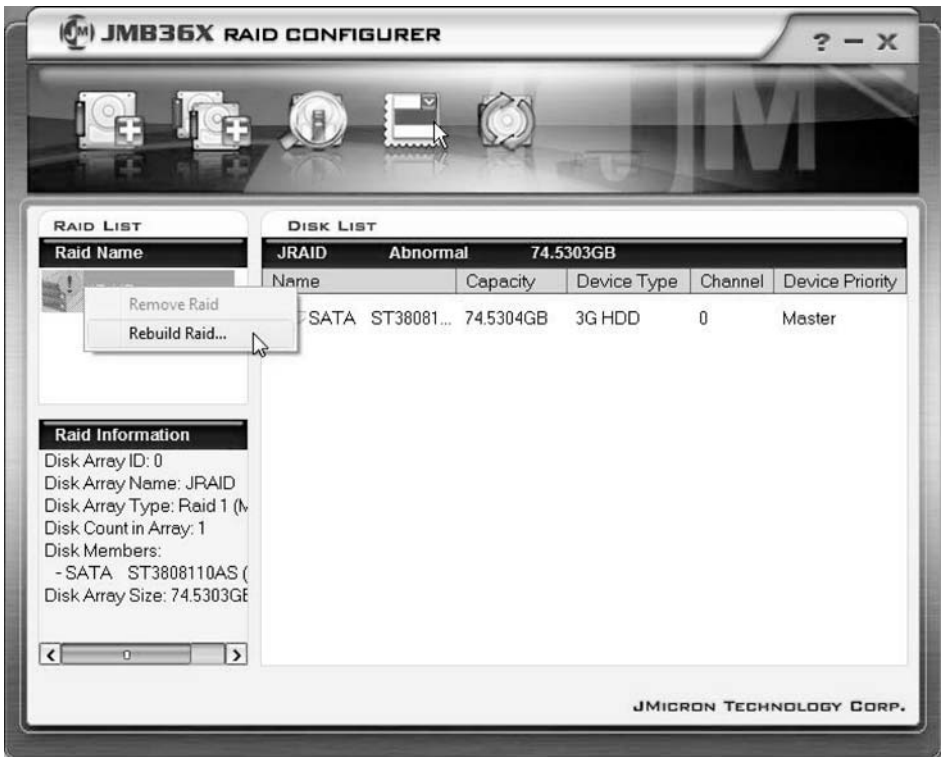 JMB36X RAID CONFIGURER
? – X
RAID LIST
Raid Name
Remove Raid
Rebuild Raid...
Raid Information
Disk Array ID: 0
Disk Array Name: JRAID
Disk Array Type: Raid 1 (M
Disk Count in Array: 1
Disk Members:
- SATA ST3808110AS (
Disk Array Size: 74.5303GB
DISK LIST
JRAID Abnormal 74.5303GB
Name Capacity Device Type Channel Device Priority
SATA ST38081... 74.5304GB 3G HDD 0 Master
JMICRON TECHNOLOGY CORP.